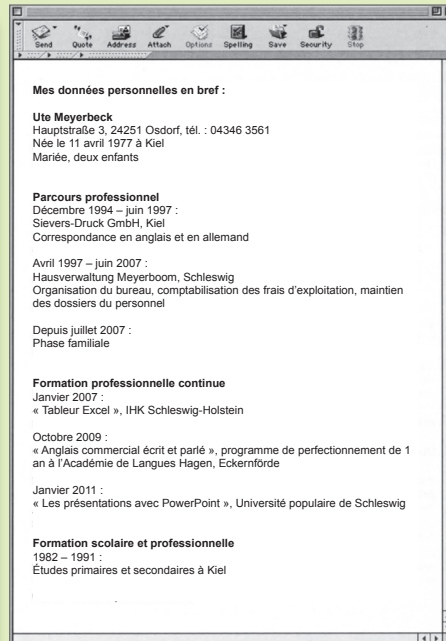 Send Quote Address Attach Options Spelling Save Security Stop
Mes données personnelles en bref :
Ute Meyerbeck
Hauptstraße 3, 24251 Osdorf, tél. : 04346 3561
Née le 11 avril 1977 à Kiel
Mariée, deux enfants
Parcours professionnel
Décembre 1994 – juin 1997 :
Sievers-Druck GmbH, Kiel
Correspondance en anglais et en allemand
Avril 1997 – juin 2007 :
Hausverwaltung Meyerboom, Schleswig
Organisation du bureau, comptabilisation des frais d'exploitation, maintien
des dossiers du personnel
Depuis juillet 2007 :
Phase familiale
Formation professionnelle continue
Janvier 2007 :
« Tableur Excel », IHK Schleswig-Holstein
Octobre 2009 :
« Anglais commercial écrit et parlé », programme de perfectionnement de 1
an à l'Académie de Langues Hagen, Eckernförde
Janvier 2011 :
« Les présentations avec PowerPoint », Université populaire de Schleswig
Formation scolaire et professionnelle
1982 – 1991 :
Études primaires et secondaires à Kiel